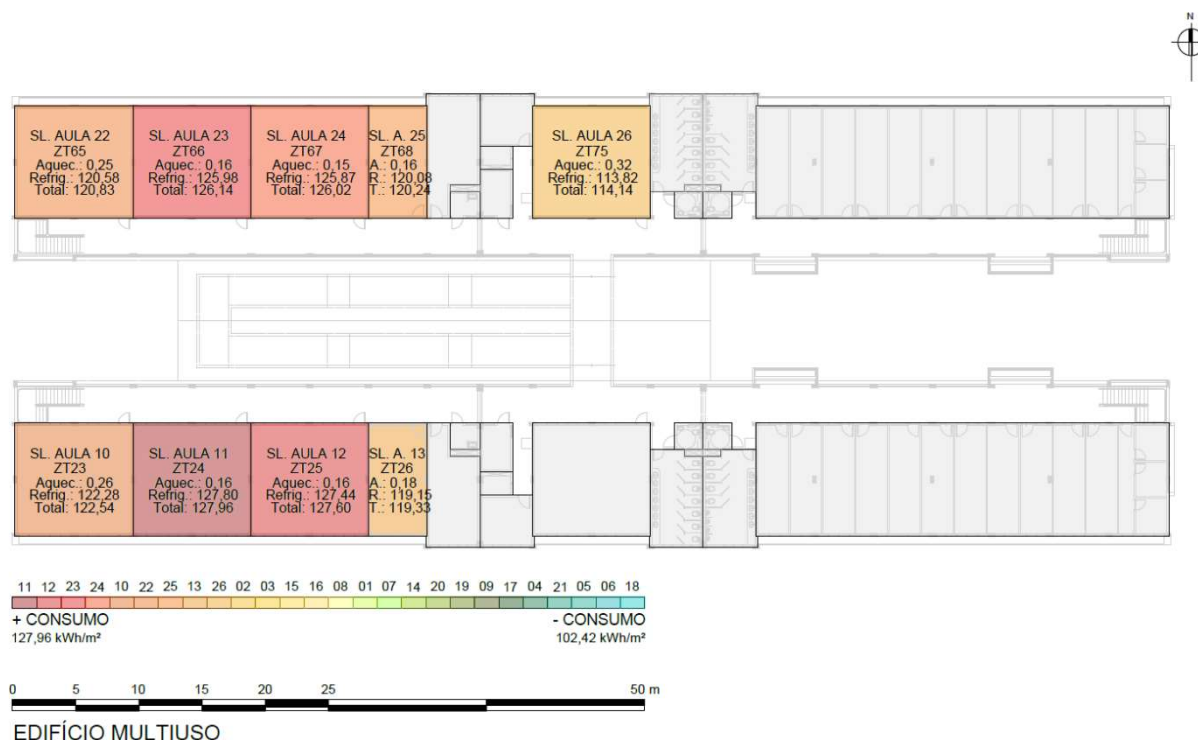 N
SL. AULA 22
ZT65
Aquec.: 0,25
Refrig.: 120,58
Total: 120,83
SL. AULA 23
ZT66
Aquec.: 0,16
Refrig.: 125,98
Total: 126,14
SL. AULA 24
ZT67
Aquec.: 0,15
Refrig.: 125,87
Total: 126,02
SL. A. 25
ZT68
A.: 0,16
R.: 120,08
T.: 120,24
SL. AULA 26
ZT75
Aquec.: 0,32
Refrig.: 113,82
Total: 114,14
SL. AULA 10
ZT23
Aquec.: 0,26
Refrig.: 122,28
Total: 122,54
SL. AULA 11
ZT24
Aquec.: 0,16
Refrig.: 127,80
Total: 127,96
SL. AULA 12
ZT25
Aquec.: 0,16
Refrig.: 127,44
Total: 127,60
SL. A. 13
ZT26
A.: 0,18
R.: 119,15
T.: 119,33
11 12 23 24 10 22 25 13 26 02 03 15 16 08 01 07 14 20 19 09 17 04 21 05 06 18
+ CONSUMO - CONSUMO
127,96 kWh/m² 102,42 kWh/m²
0 5 10 15 20 25 50 m
EDIFÍCIO MULTIUSO